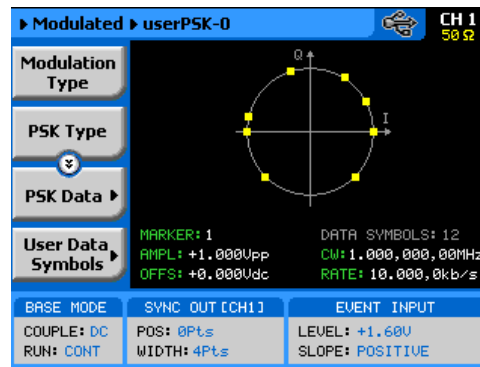 ▶ Modulated ▶ userPSK-0
CH 1
50 Ω
Modulation
Type
PSK Type
PSK Data ▶
User Data ▶
Symbols
Q
I
MARKER: 1
DATA SYMBOLS: 12
AMPL: +1.000Vpp
CW: 1.000,000,00MHz
OFFS: +0.000Vdc
RATE: 10.000,0kb/s
BASE MODE
COUPLE: DC
RUN: CONT
SYNC OUT [CH1]
POS: 0Pts
WIDTH: 4Pts
EVENT INPUT
LEVEL: +1.60V
SLOPE: POSITIVE